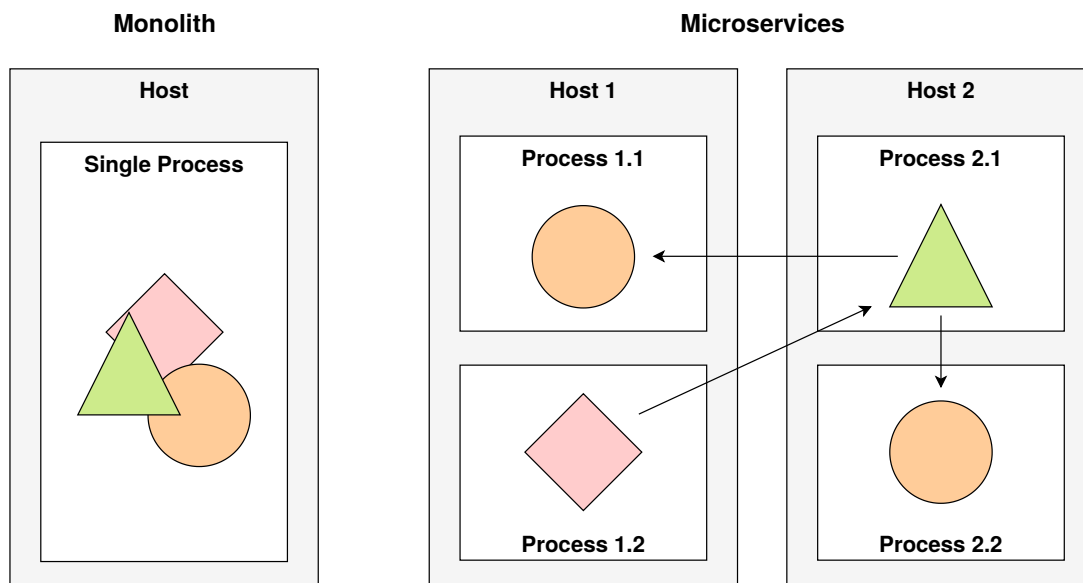 Monolith
Microservices
Host
Single Process
Host 1
Process 1.1
Process 1.2
Host 2
Process 2.1
Process 2.2